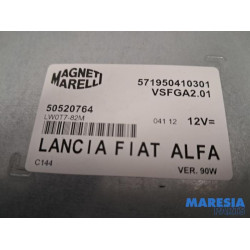 MAGNETI
MARELLI
571950410301
VSFGA2.01
50520764
LW0T7-82M
041 12
12V=
LANCIA FIAT ALFA
C144
VER. 90W
MARESIA